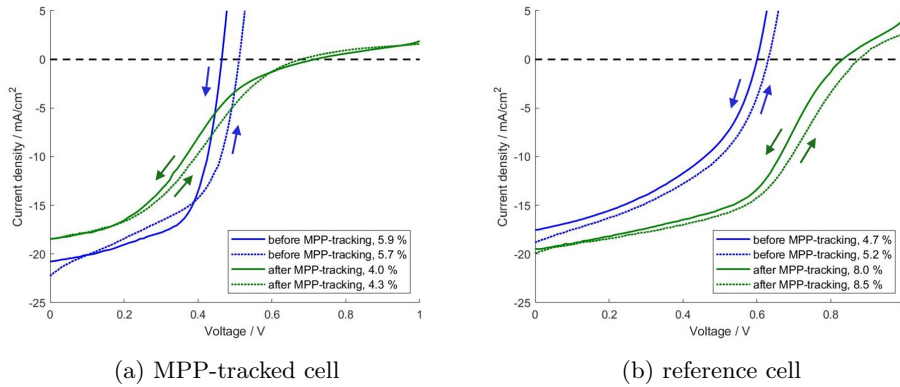 5
0
-5
-10
-15
-20
-25
Current density / mA/cm²
0
0.2
0.4
0.6
0.8
1
Voltage / V
before MPP-tracking, 5.9 %
before MPP-tracking, 5.7 %
after MPP-tracking, 4.0 %
after MPP-tracking, 4.3 %
(a) MPP-tracked cell
5
0
-5
-10
-15
-20
-25
Current density / mA/cm²
0
0.2
0.4
0.6
0.8
Voltage / V
before MPP-tracking, 4.7 %
before MPP-tracking, 5.2 %
after MPP-tracking, 8.0 %
after MPP-tracking, 8.5 %
(b) reference cell